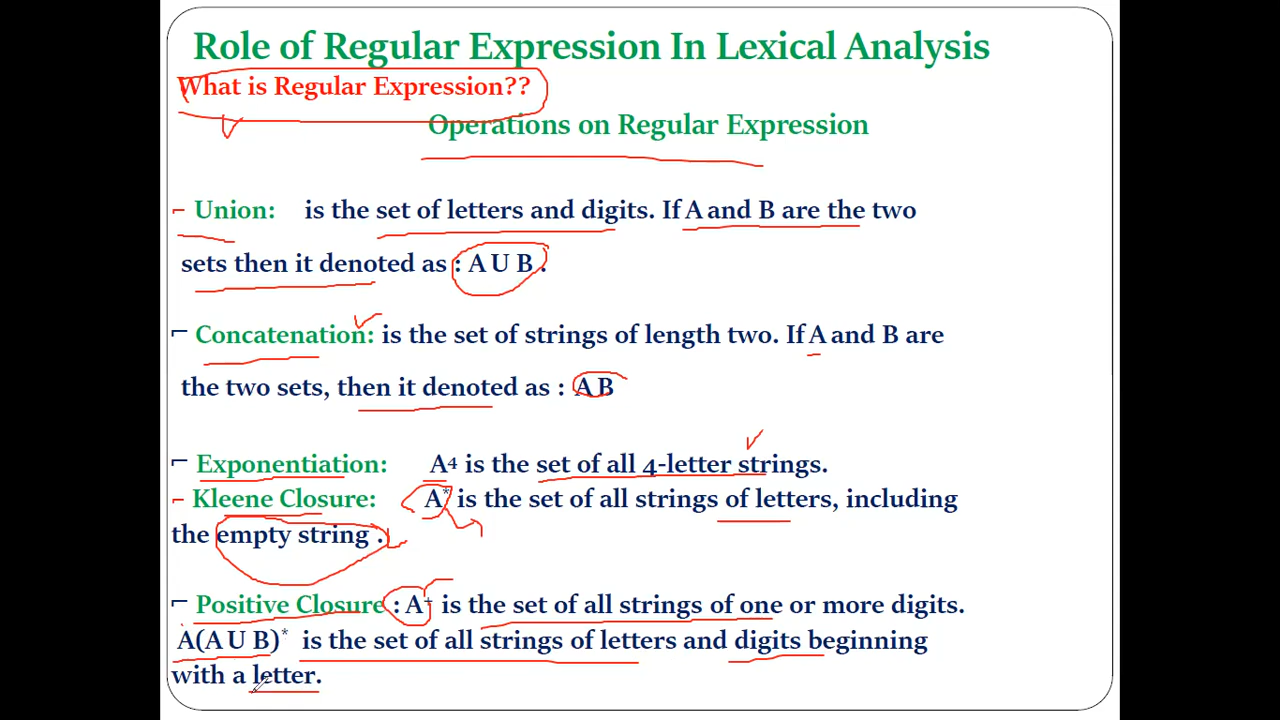 Role of Regular Expression In Lexical Analysis
What is Regular Expression??
Operations on Regular Expression
⌐ Union: is the set of letters and digits. If A and B are the two
sets then it denoted as : A U B .
⌐ Concatenation: is the set of strings of length two. If A and B are
the two sets, then it denoted as : A B
⌐ Exponentiation: A⁴ is the set of all 4-letter strings.
⌐ Kleene Closure: A* is the set of all strings of letters, including
the empty string .
⌐ Positive Closure : A⁺ is the set of all strings of one or more digits.
A(A U B)* is the set of all strings of letters and digits beginning
with a letter.